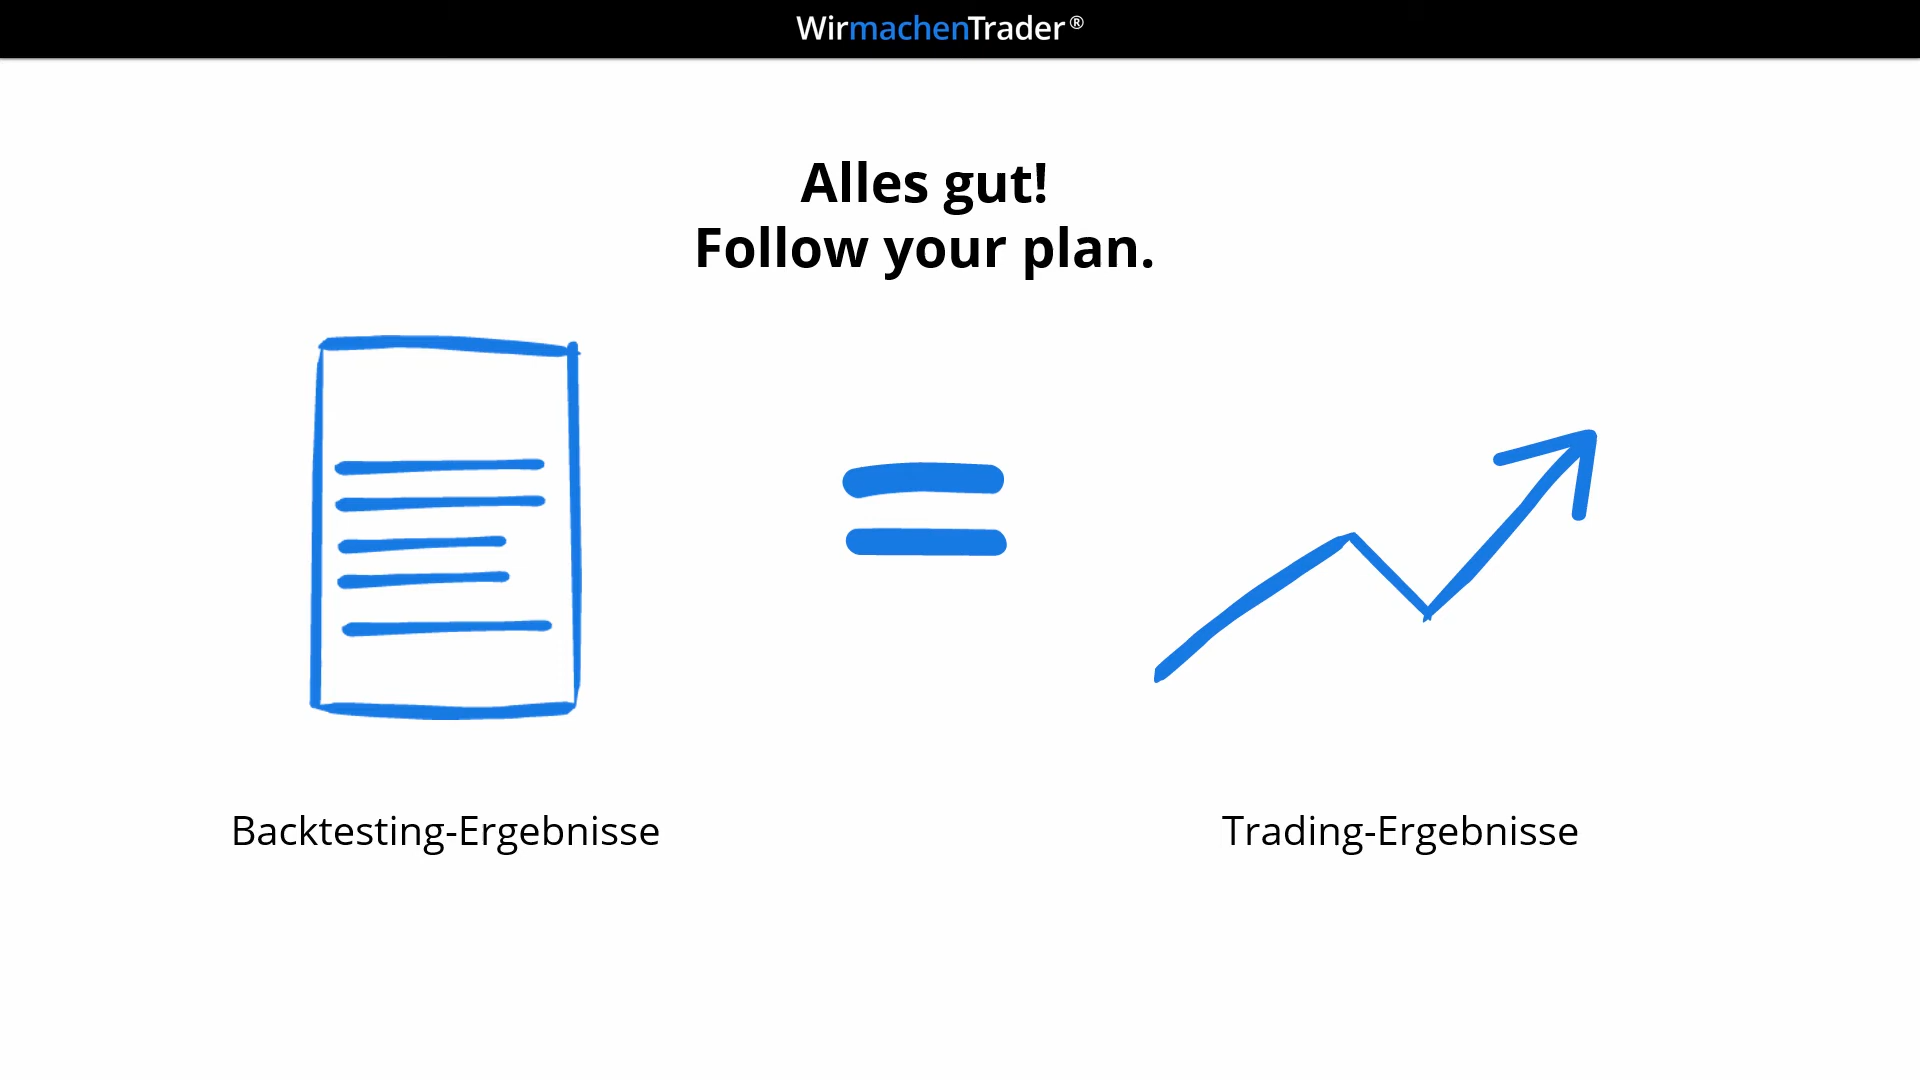 WirmachenTrader®
Alles gut!
Follow your plan.
Backtesting-Ergebnisse
Trading-Ergebnisse